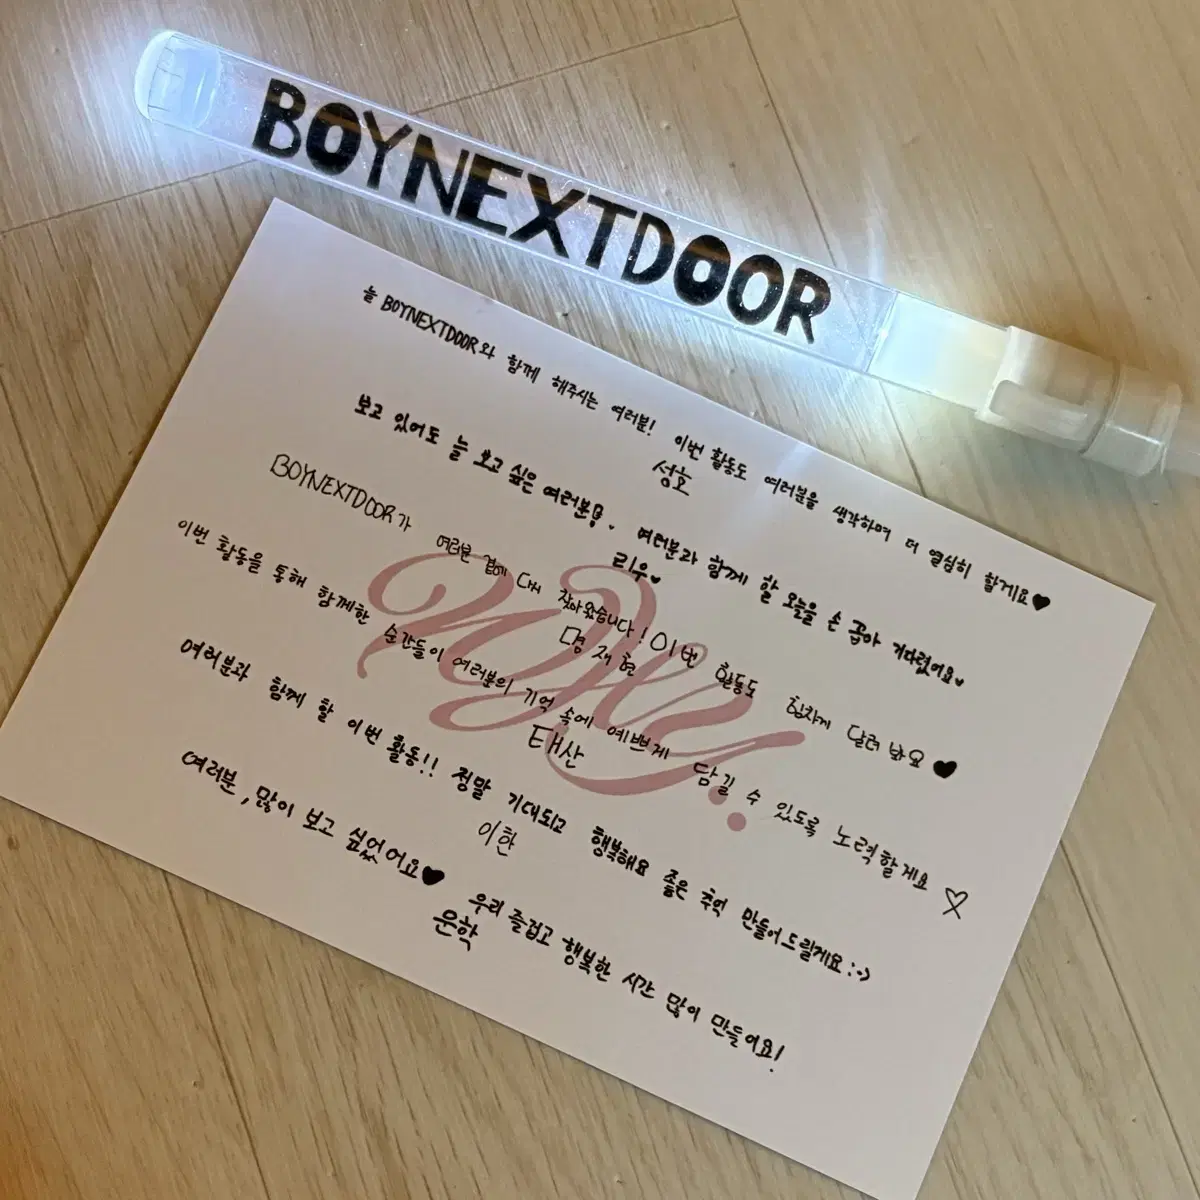 BOYNEXTDOOR
늘 BOYNEXTDOOR와 함께 해주시는 여러분! 이번 활동도 여러분을 생각하며 더 열심히 할게요♥
성호
보고 있어도 늘 보고 싶은 여러분! 여러분과 함께 할 오늘을 손 꼽아 기다렸어요♥
리우♥
BOYNEXTDOOR가 여러분 곁에 다시 찾아왔습니다! 이번 활동도 힘차게 달려 봐요♥
명재현
이번 활동을 통해 함께한 순간들이 여러분의 기억 속에 예쁘게 담길 수 있도록 노력할게요♡
태산
여러분과 함께 할 이번 활동!! 정말 기대되고 행복해요 좋은 추억 만들어드릴게요:->
이한
여러분, 많이 보고 싶었어요♥ 우리 즐겁고 행복한 시간 많이 만들어요!
운학
WHY..